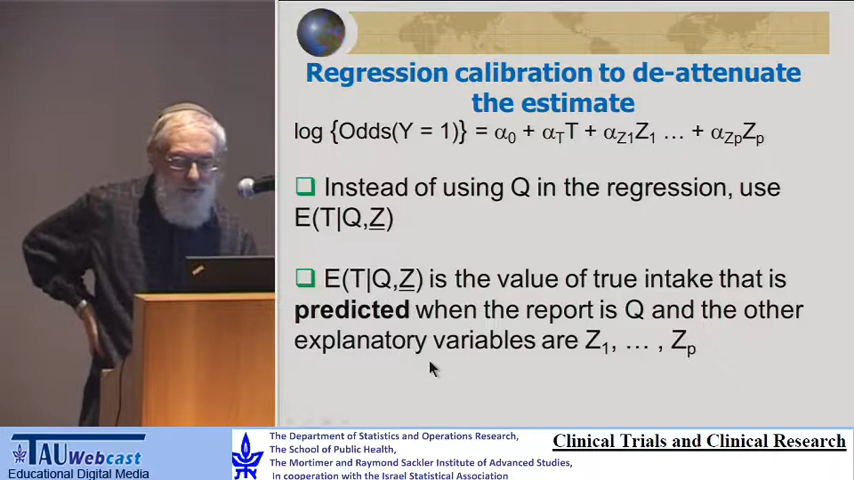 Regression calibration to de-attenuate
the estimate
log {Odds(Y = 1)} = α0 + αTT + αZ1Z1 … + αZpZp
❑ Instead of using Q in the regression, use
E(T|Q,Z)
❑ E(T|Q,Z) is the value of true intake that is
predicted when the report is Q and the other
explanatory variables are Z1, … , Zp
TAU Webcast
Educational Digital Media
The Department of Statistics and Operations Research,
The School of Public Health,
The Mortimer and Raymond Sackler Institute of Advanced Studies,
In cooperation with the Israel Statistical Association
Clinical Trials and Clinical Research